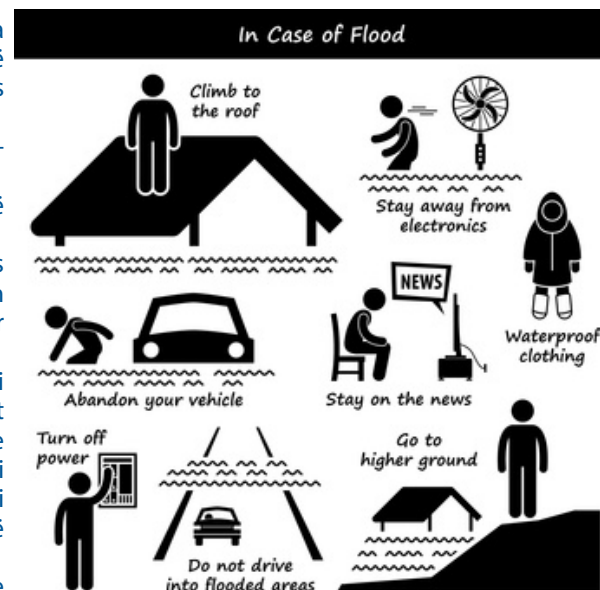 In Case of Flood
Climb to
the roof
Stay away from
electronics
NEWS
Waterproof
clothing
Abandon your vehicle
Stay on the news
Turn off
power
Go to
higher ground
Do not drive
into flooded areas